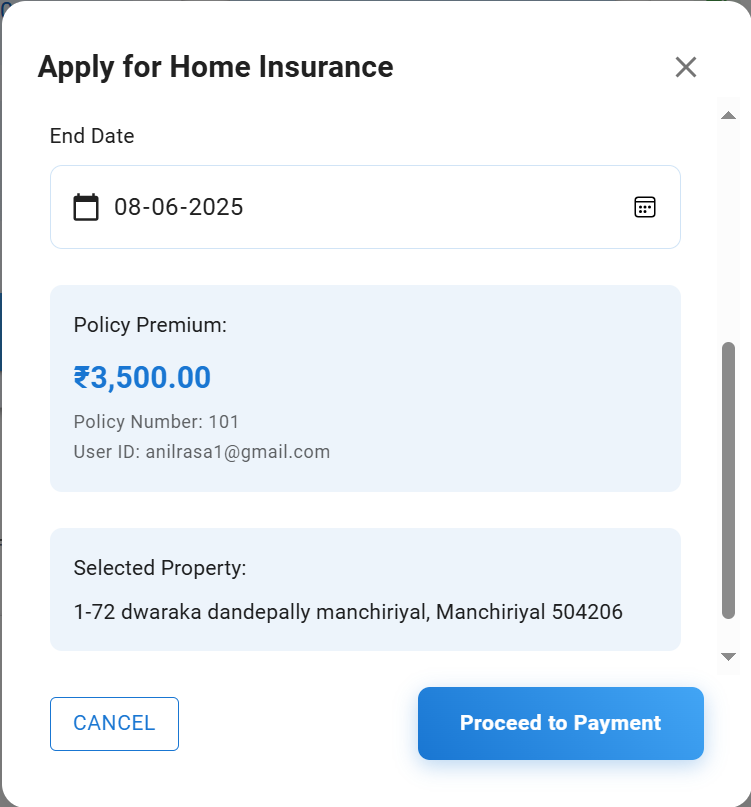 Apply for Home Insurance
End Date
08-06-2025
Policy Premium:
₹3,500.00
Policy Number: 101
User ID: anilrasa1@gmail.com
Selected Property:
1-72 dwaraka dandepally manchiriyal, Manchiriyal 504206
CANCEL
Proceed to Payment